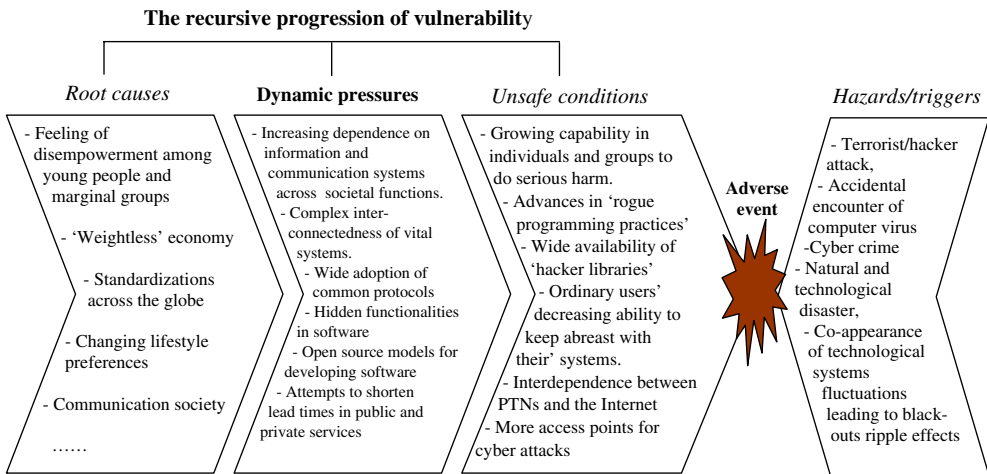 The recursive progression of vulnerability
Root causes
- Feeling of
disempowerment among
young people and
marginal groups
- ‘Weightless’ economy
- Standardizations
across the globe
- Changing lifestyle
preferences
- Communication society
……
Dynamic pressures
- Increasing dependence on
information and
communication systems
across societal functions.
- Complex inter-
connectedness of vital
systems.
- Wide adoption of
common protocols
- Hidden functionalities
in software
- Open source models for
developing software
- Attempts to shorten
lead times in public and
private services
Unsafe conditions
- Growing capability in
individuals and groups to
do serious harm.
- Advances in ‘rogue
programming practices’
- Wide availability of
‘hacker libraries’
- Ordinary users’
decreasing ability to
keep abreast with
their’ systems.
- Interdependence between
PTNs and the Internet
- More access points for
cyber attacks
Adverse
event
Hazards/triggers
- Terrorist/hacker
attack,
- Accidental
encounter of
computer virus
-Cyber crime
- Natural and
technological
disaster,
- Co-appearance
of technological
systems
fluctuations
leading to black-
outs ripple effects